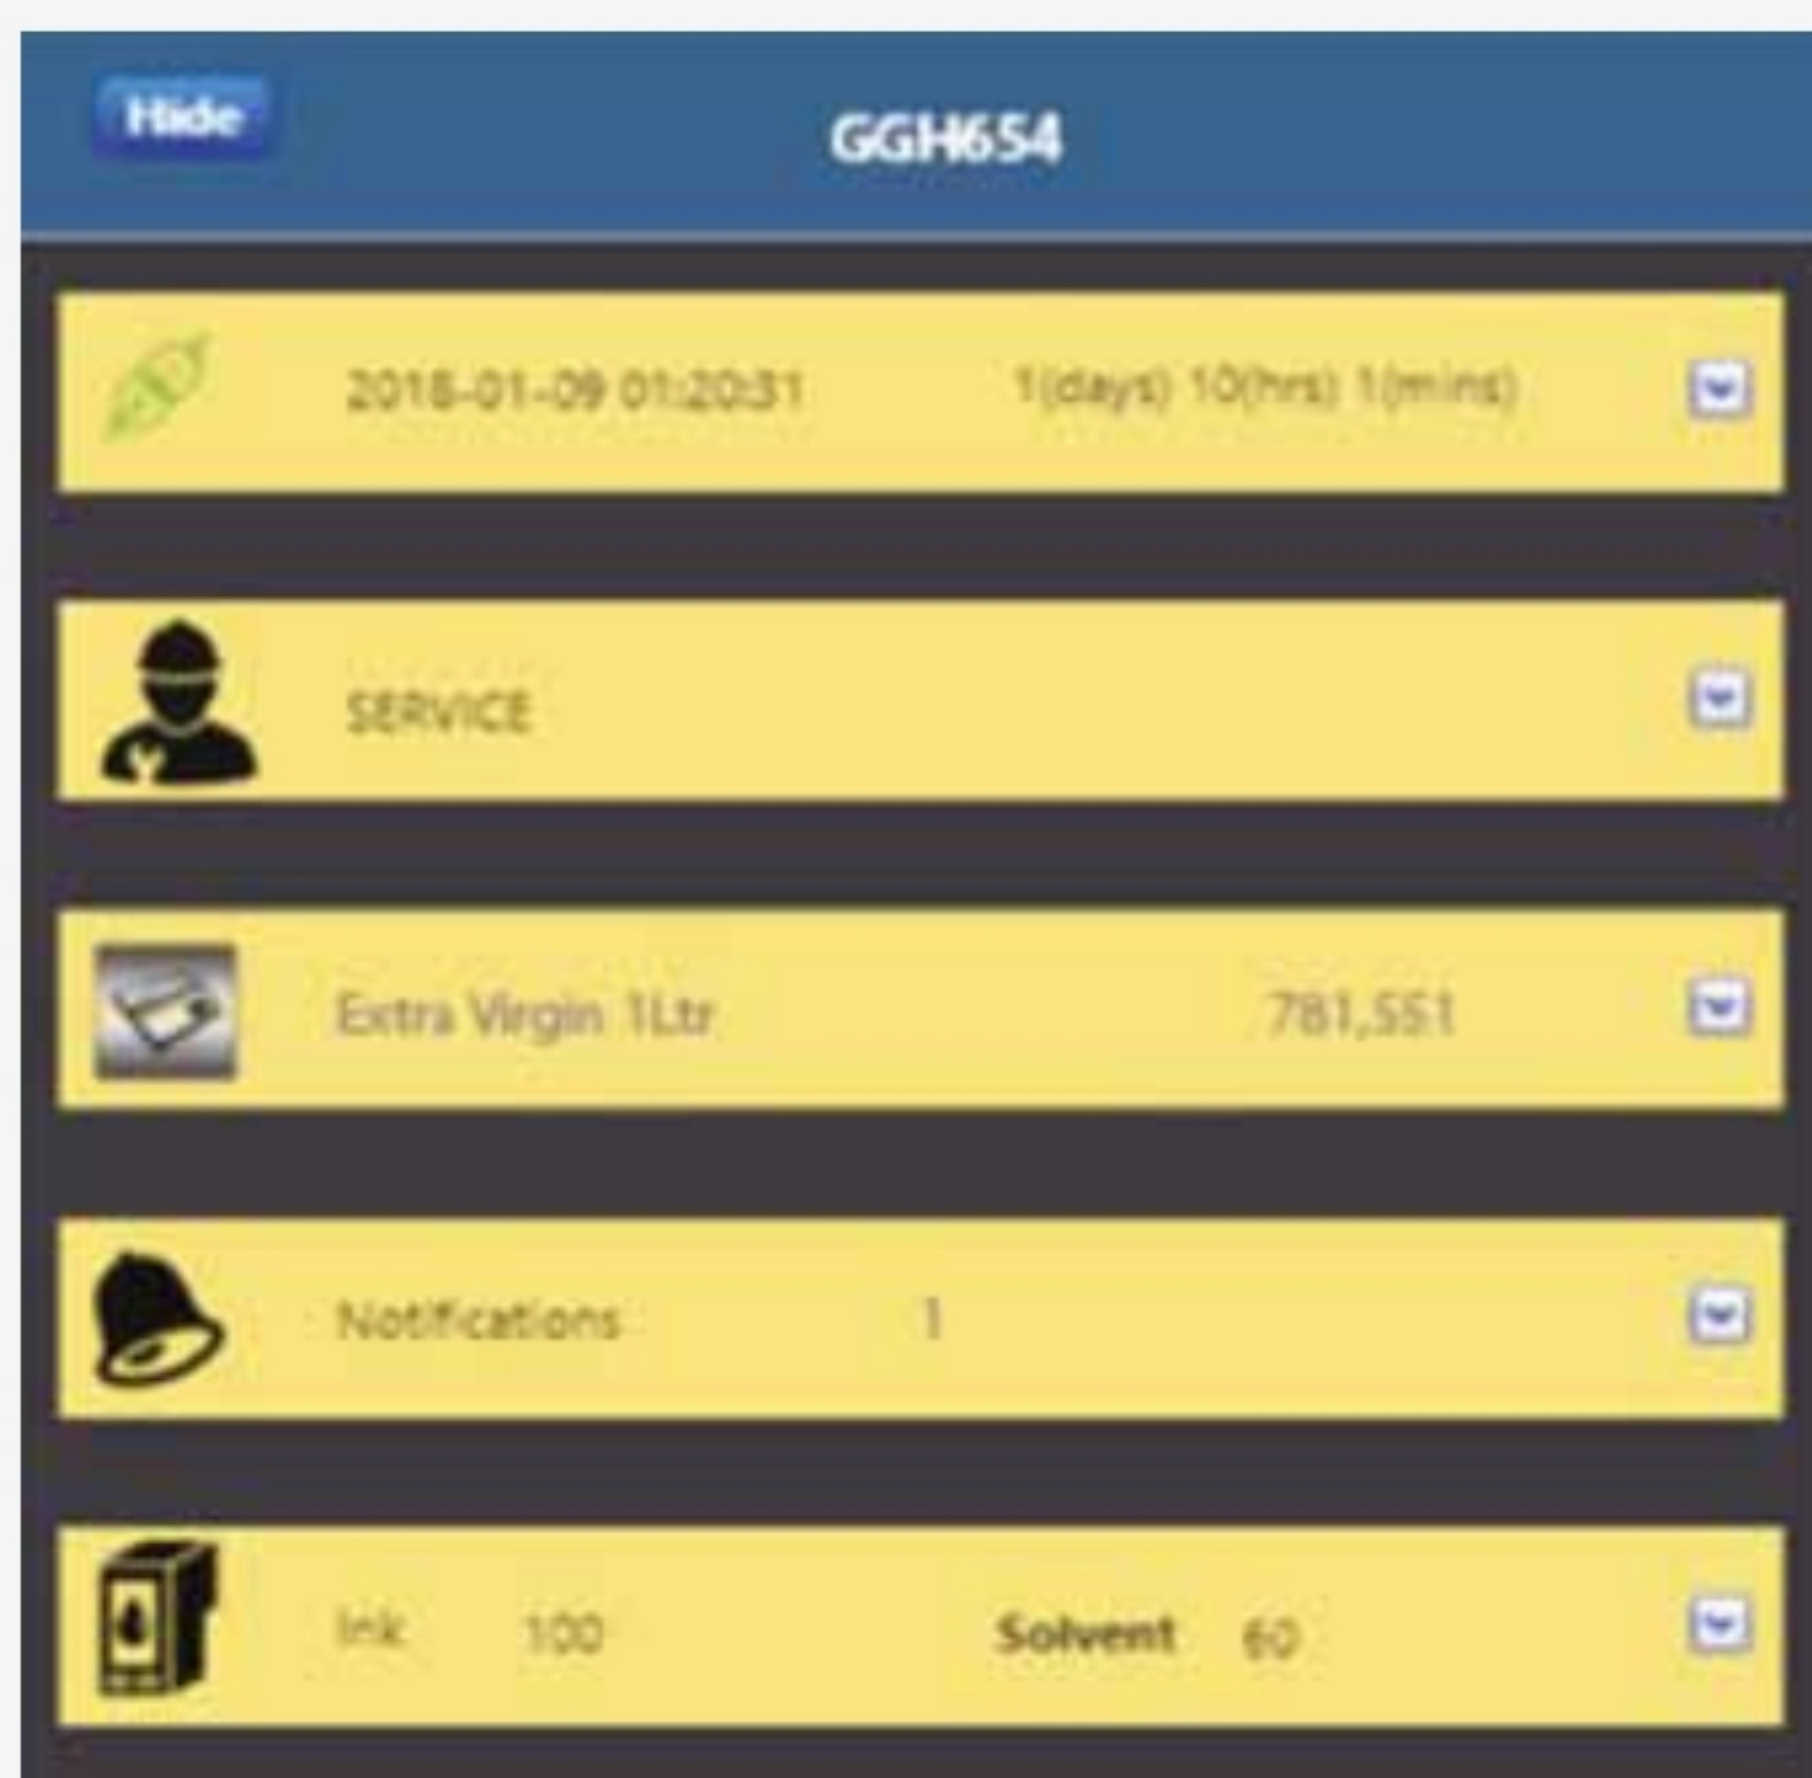 Hide
GGH654
2018-01-09 01:20:31 1(days) 10(hrs) 1(mins)
SERVICE
Extra Virgin 1Ltr 781,551
Notifications 1
Ink 100 Solvent 60